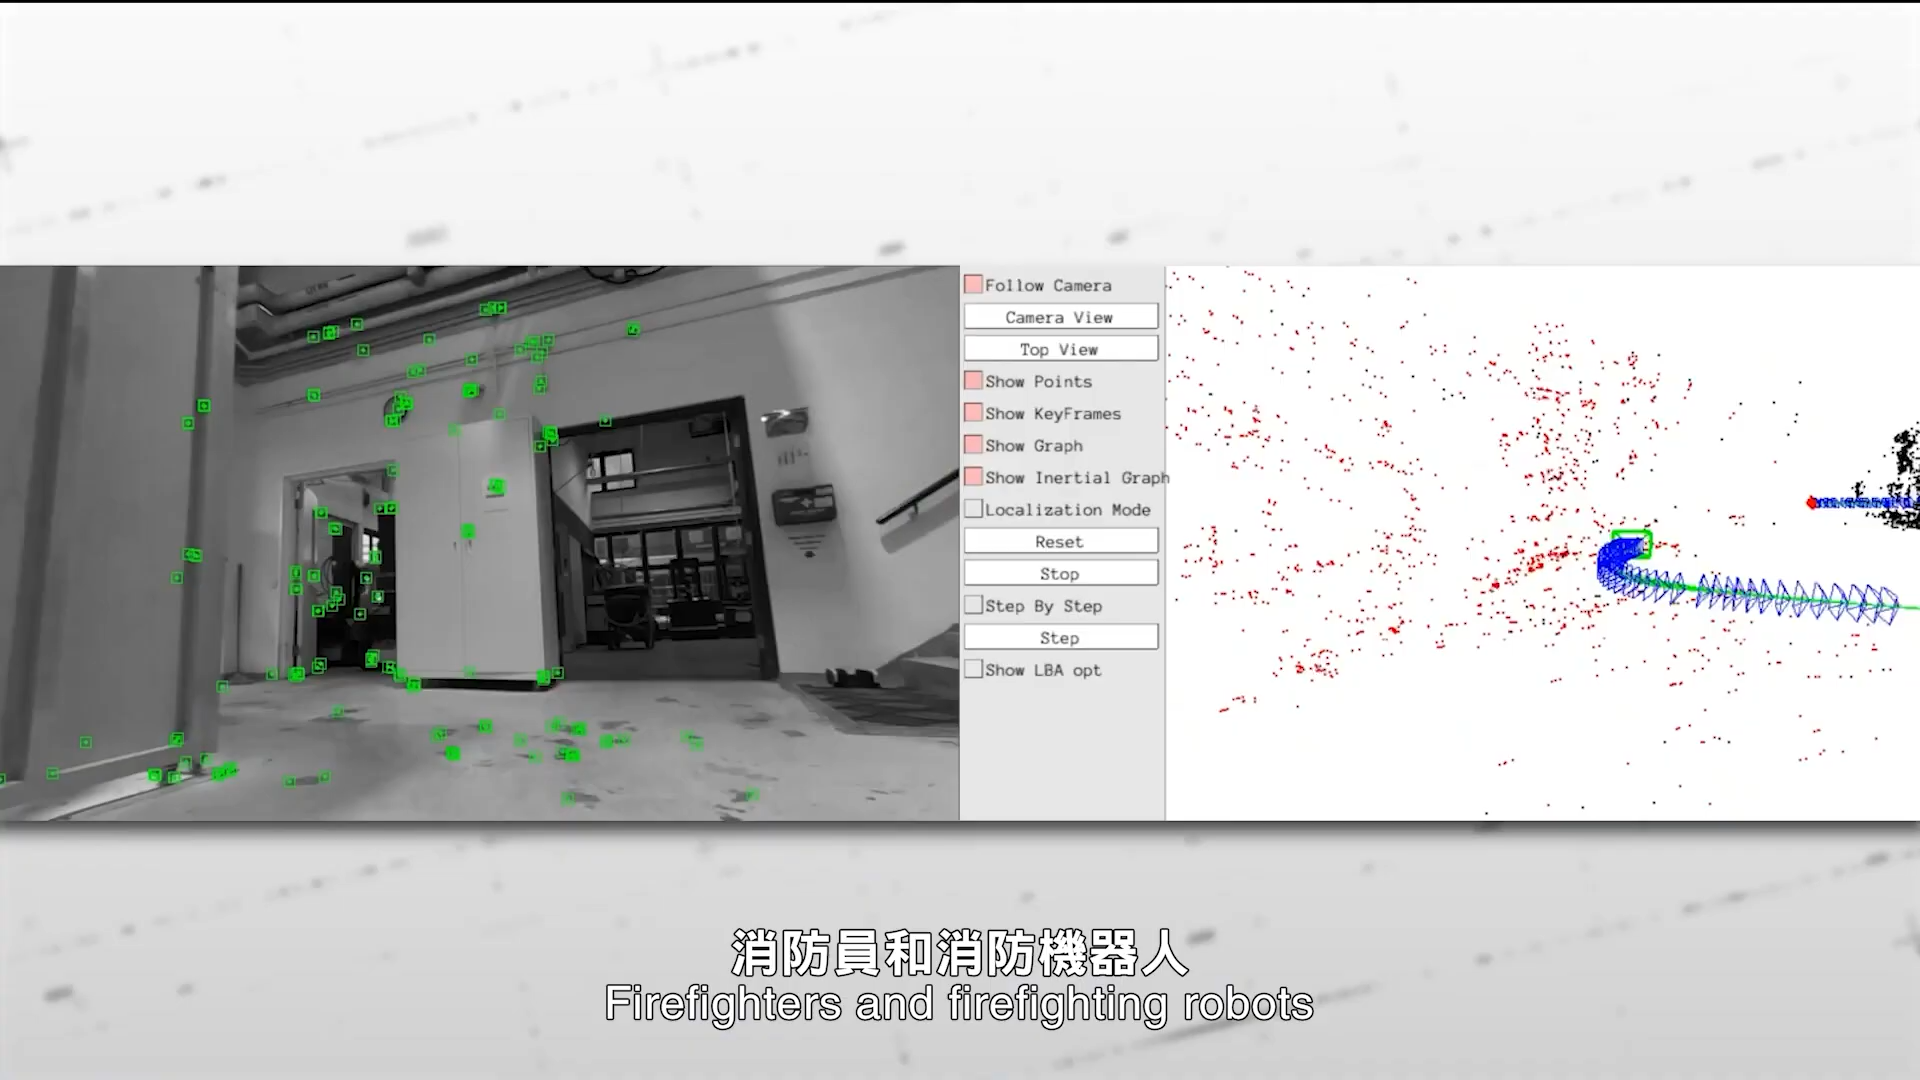 Follow Camera
Camera View
Top View
Show Points
Show KeyFrames
Show Graph
Show Inertial Graph
Localization Mode
Reset
Stop
Step By Step
Step
Show LBA opt
消防員和消防機器人
Firefighters and firefighting robots